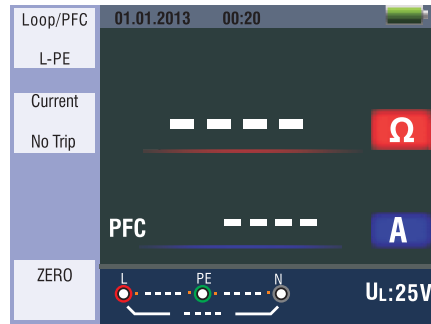 Loop/PFC
01.01.2013 00:20
L-PE
Current
No Trip
---- Ω
PFC ---- A
ZERO
L PE N
---- ----
----
UL:25V